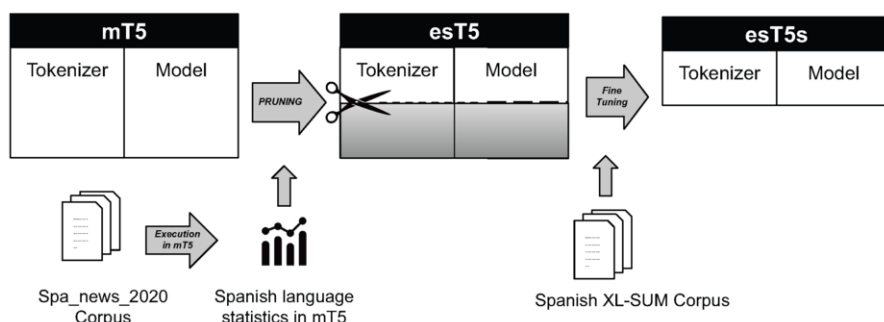 mT5
esT5
esT5s
Tokenizer
Model
Tokenizer
Model
Tokenizer
Model
PRUNING
Fine
Tuning
Execution
in mT5
Spa_news_2020
Corpus
Spanish language
statistics in mT5
Spanish XL-SUM Corpus